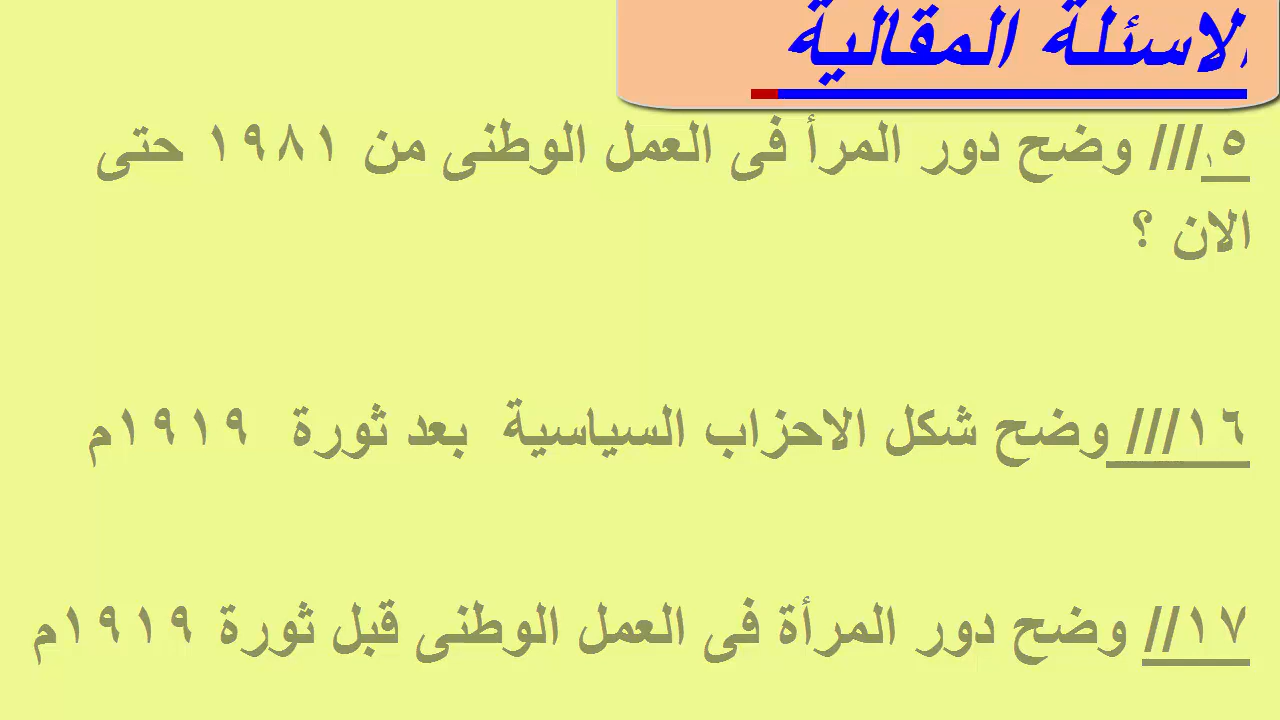 الاسئلة المقالية
١٥/// وضح دور المرأ فى العمل الوطنى من ١٩٨١ حتى
الان ؟
١٦/// وضح شكل الاحزاب السياسية بعد ثورة ١٩١٩م
١٧// وضح دور المرأة فى العمل الوطنى قبل ثورة ١٩١٩م